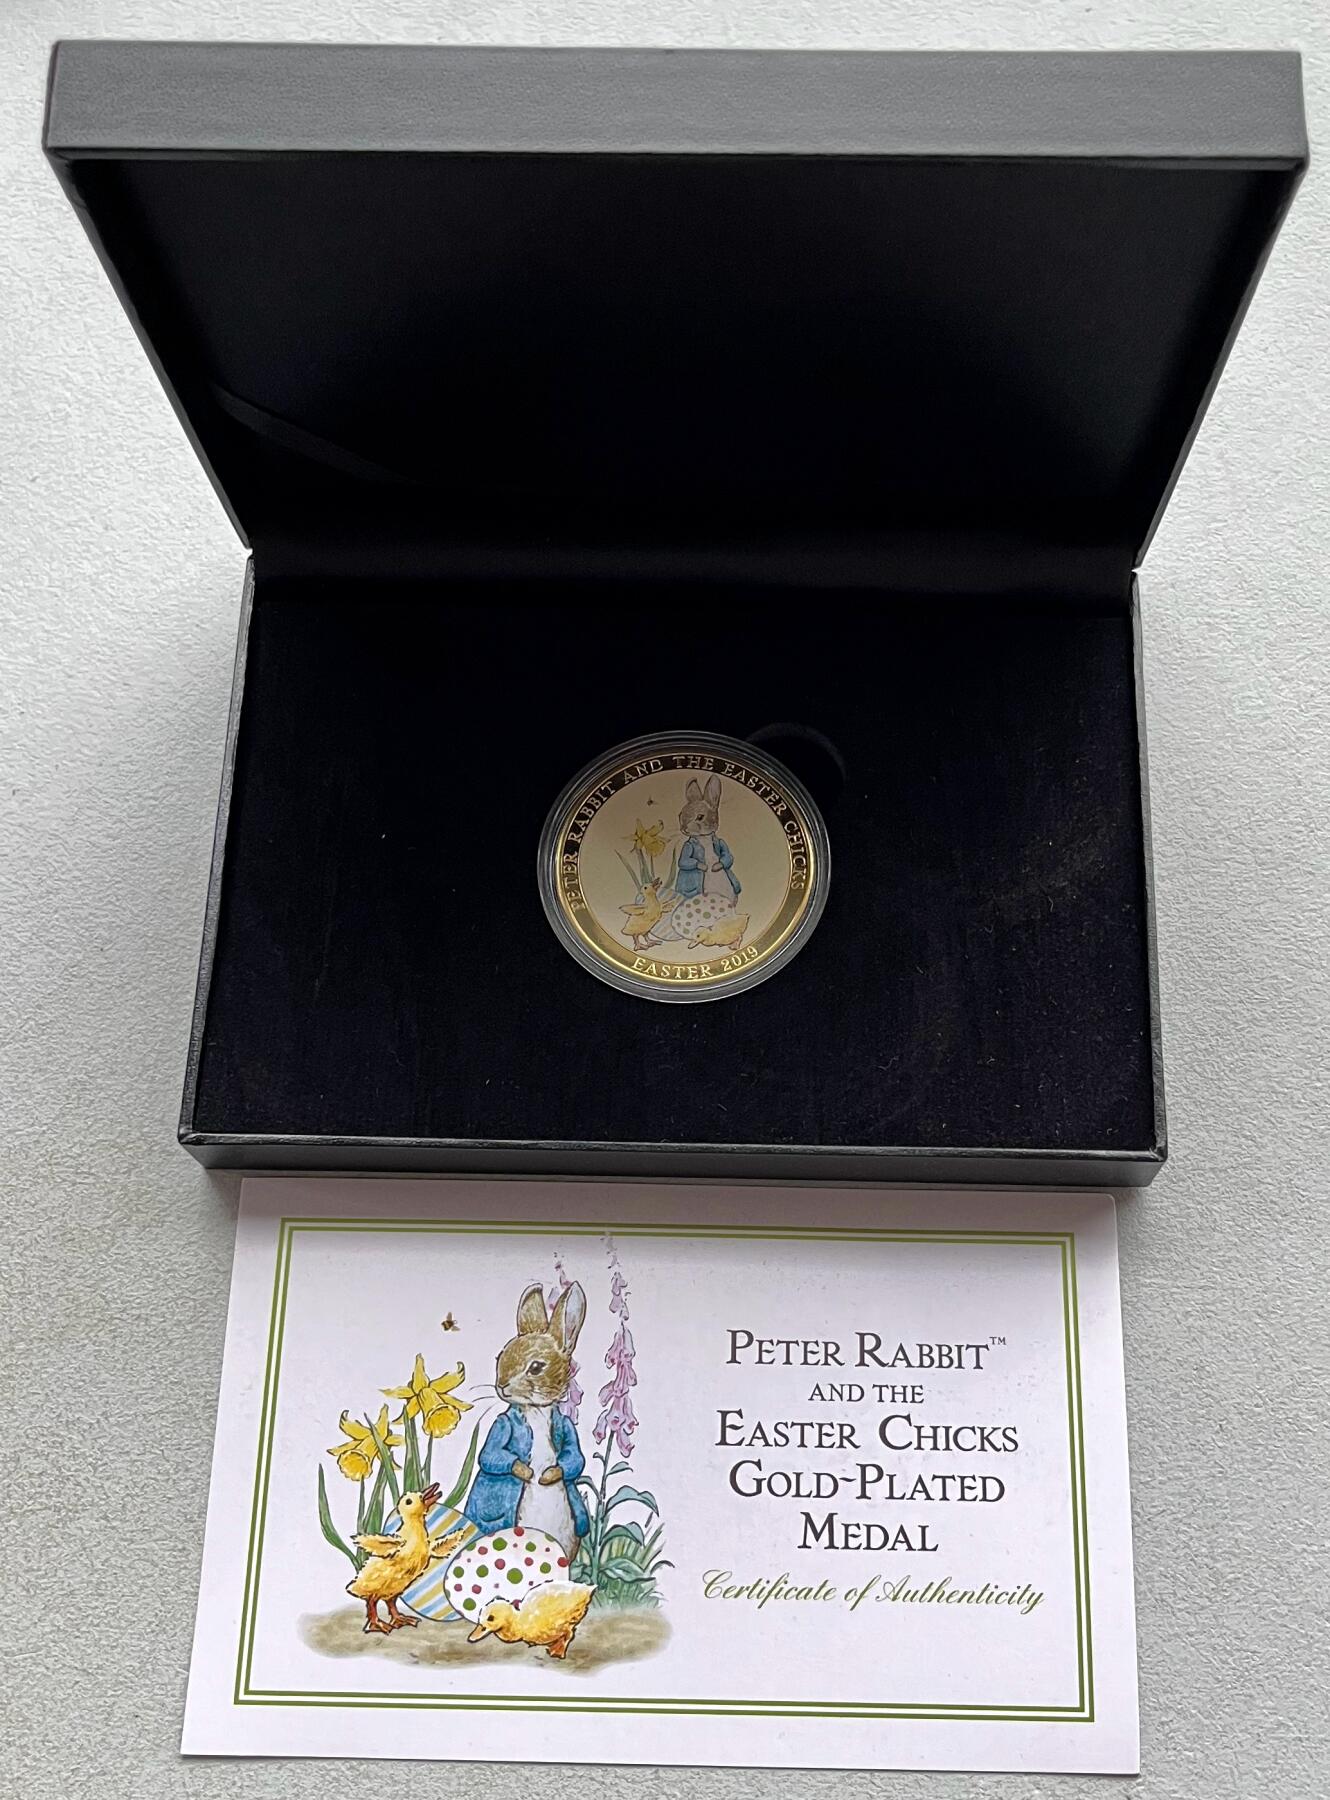 PETER RABBIT AND THE EASTER CHICKS
EASTER 2019
PETER RABBIT™
AND THE
EASTER CHICKS
GOLD-PLATED
MEDAL
Certificate of Authenticity